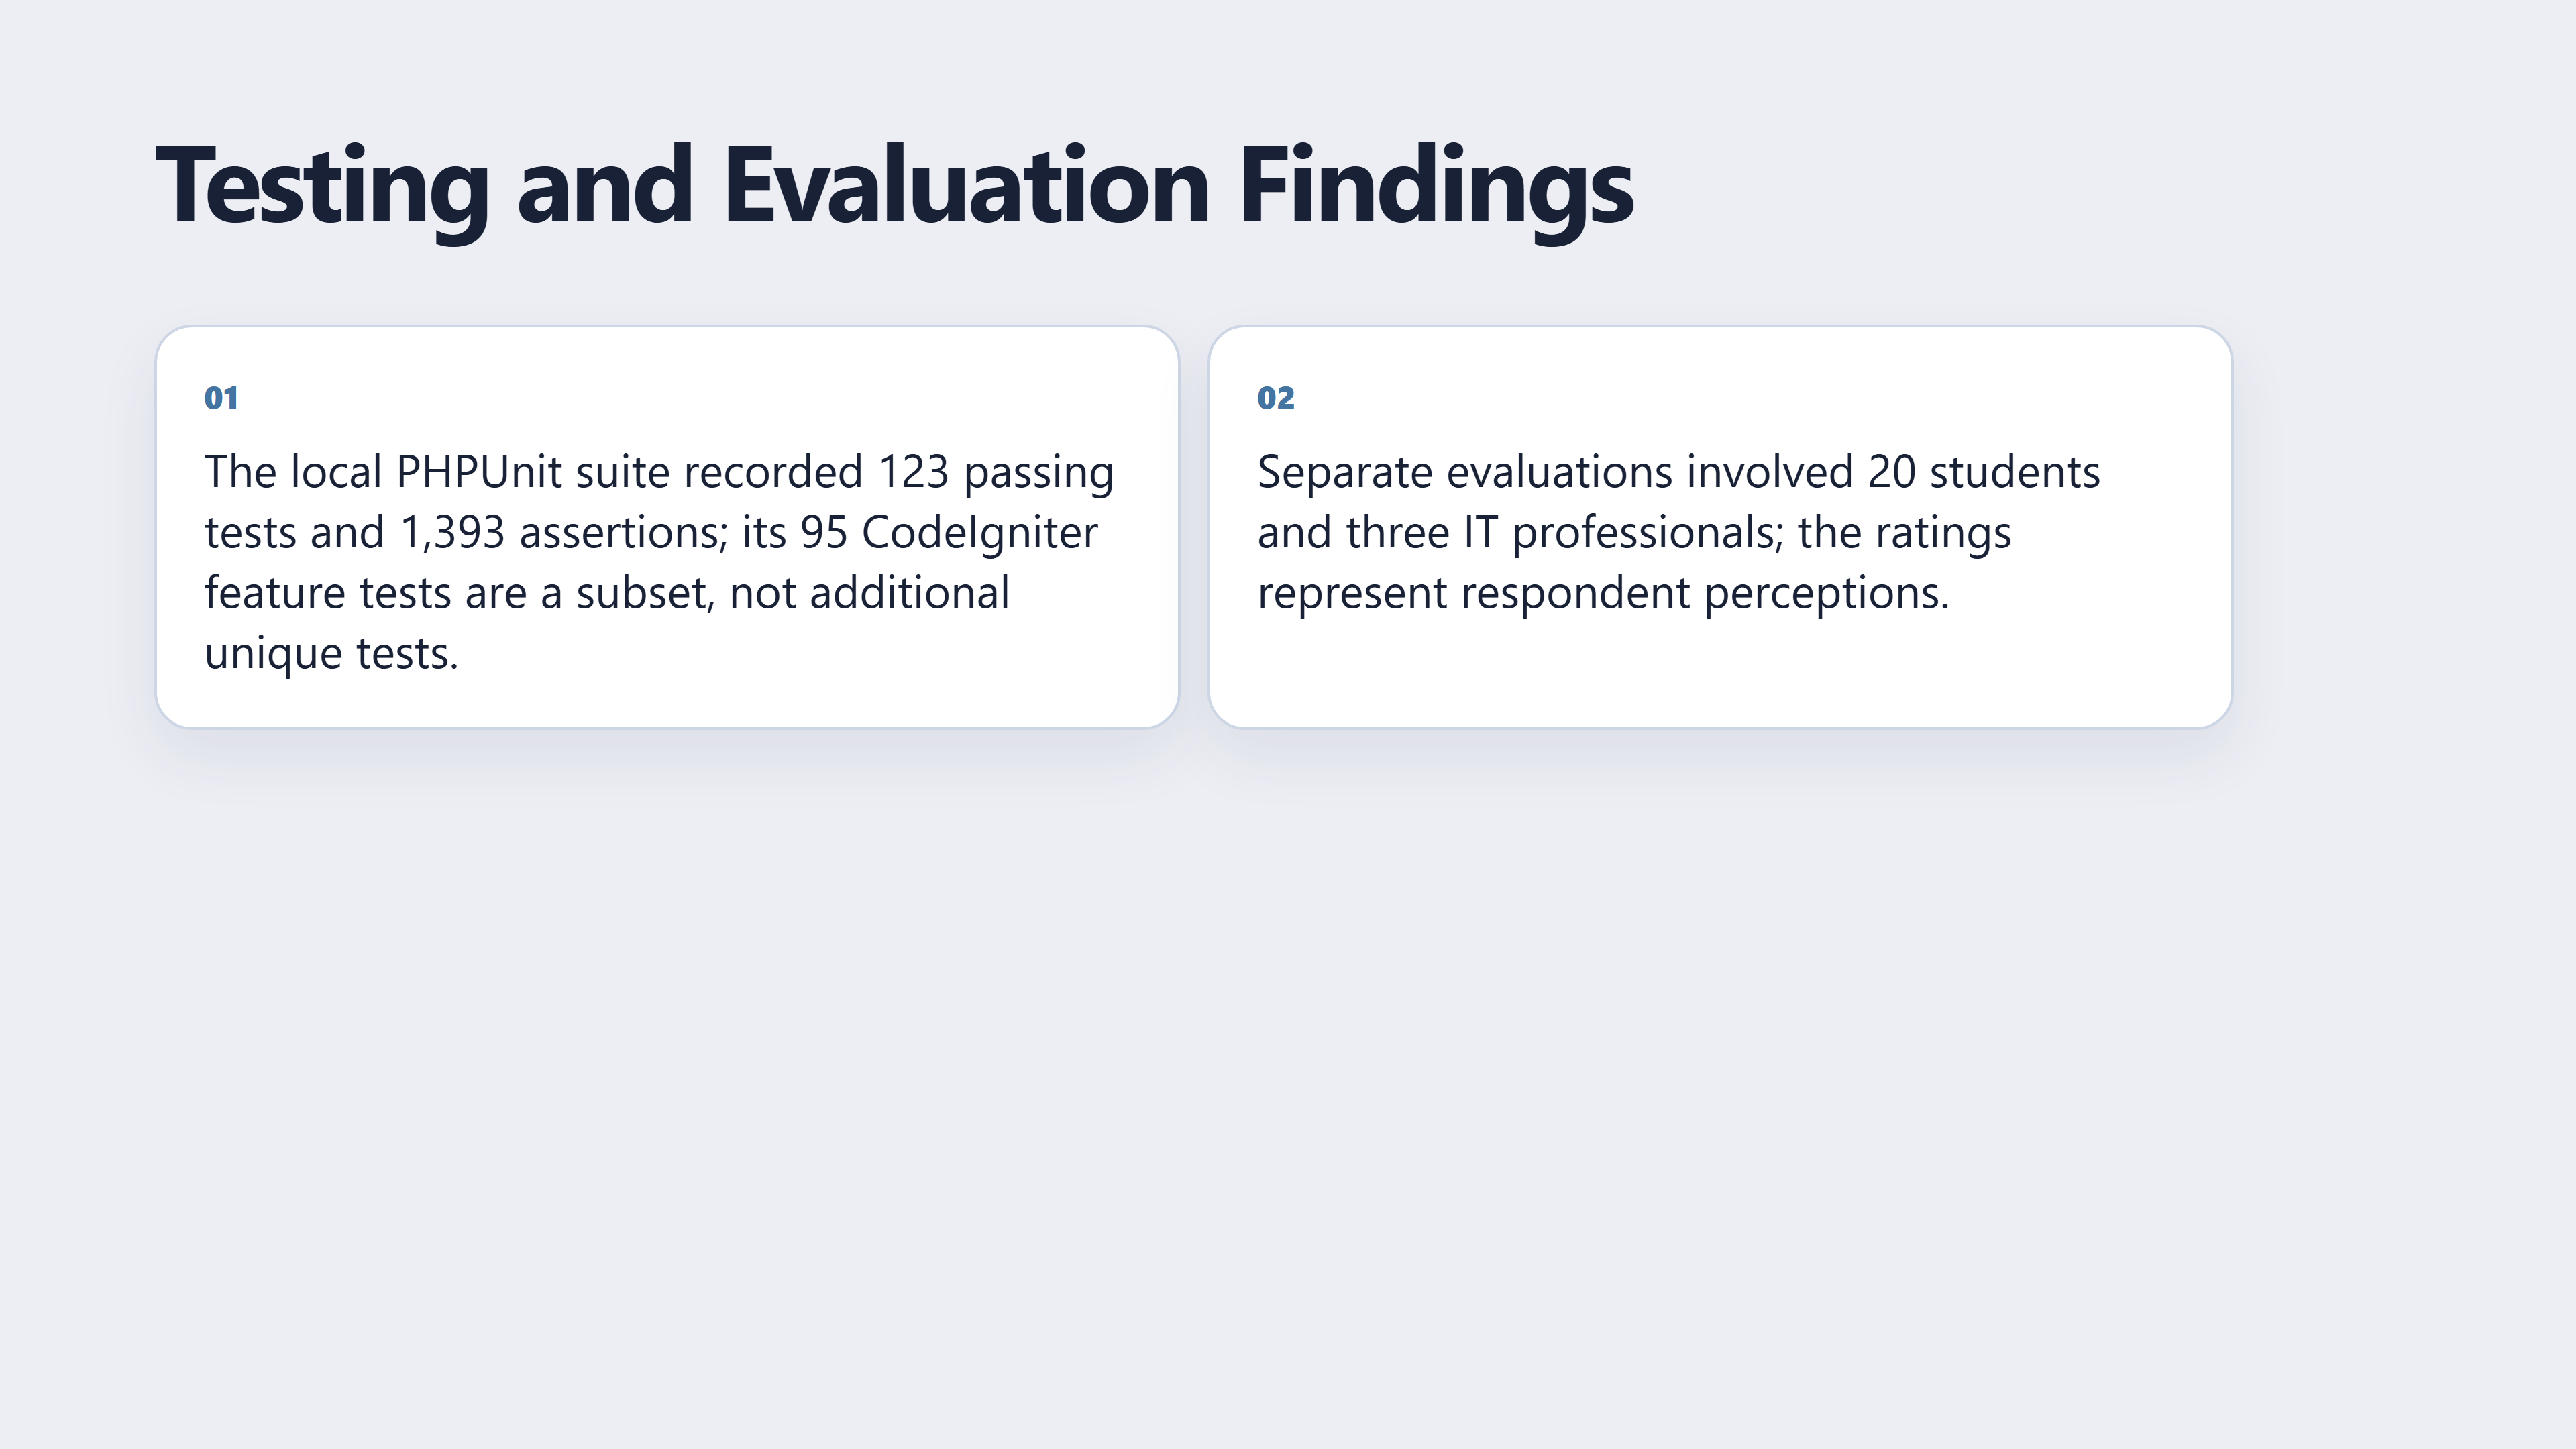 Testing and Evaluation Findings
01
The local PHPUnit suite recorded 123 passing
tests and 1,393 assertions; its 95 CodeIgniter
feature tests are a subset, not additional
unique tests.
02
Separate evaluations involved 20 students
and three IT professionals; the ratings
represent respondent perceptions.